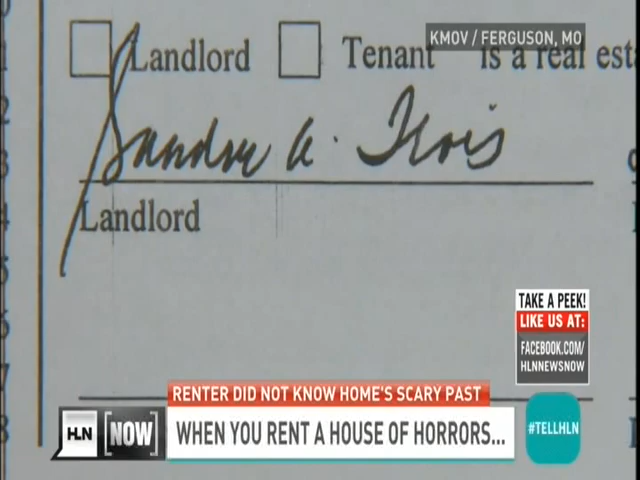 KMOV / FERGUSON, MO
Landlord Tenant is a real
Sandra A.
Landlord
TAKE A PEEK!
LIKE US AT:
FACEBOOK.COM/
HLNNEWSNOW
RENTER DID NOT KNOW HOME'S SCARY PAST
HLN [NOW] WHEN YOU RENT A HOUSE OF HORRORS... #TELLHLN